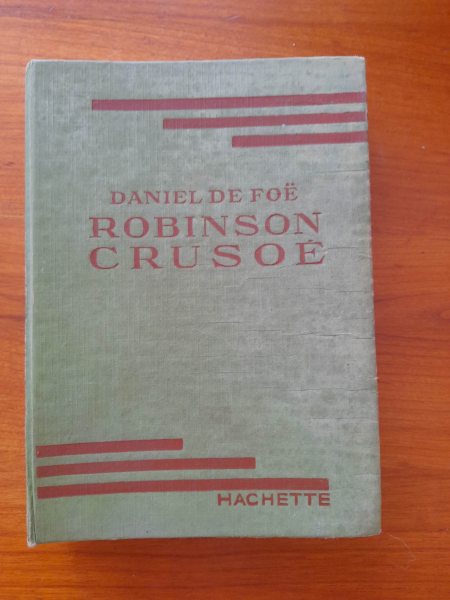 DANIEL DE FOË
ROBINSON
CRUSOÉ
HACHETTE